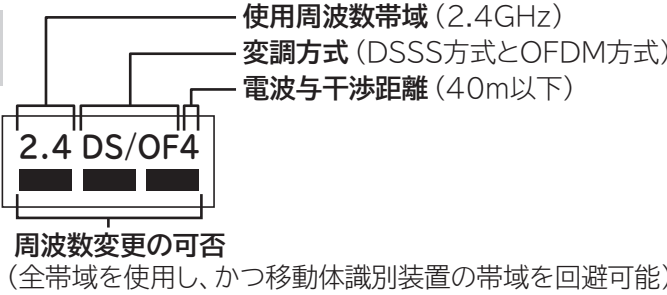 使用周波数帯域（2.4GHz）
変調方式（DSSS方式とOFDM方式）
電波与干渉距離（40m以下）
2.4 DS/OF4
周波数変更の可否
（全帯域を使用し、かつ移動体識別装置の帯域を回避可能）